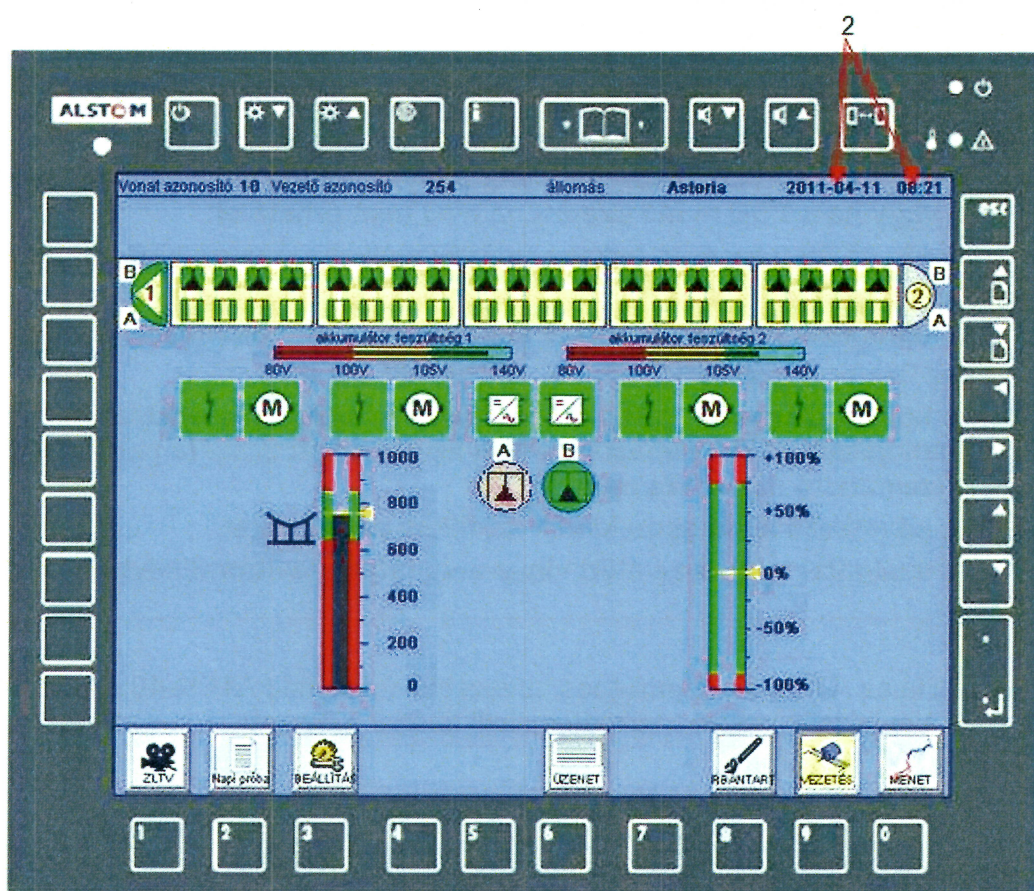 2
ALSTOM
Vonat azonosító 10 Vezető azonosító 254 állomás Astoria 2011-04-11 08:21
esc
B B
1 2
A A
akkumulátor feszültség 1 akkumulátor feszültség 2
80V 100V 105V 140V 80V 100V 105V 140V
M M M M
A B
1000 +100%
800 +50%
600 0%
400 -50%
200 -100%
0
ZLTV Napi próba BEÁLLÍTÁS ÜZENET RBANTART VEZETÉS MENET
1 2 3 4 5 6 7 8 9 0